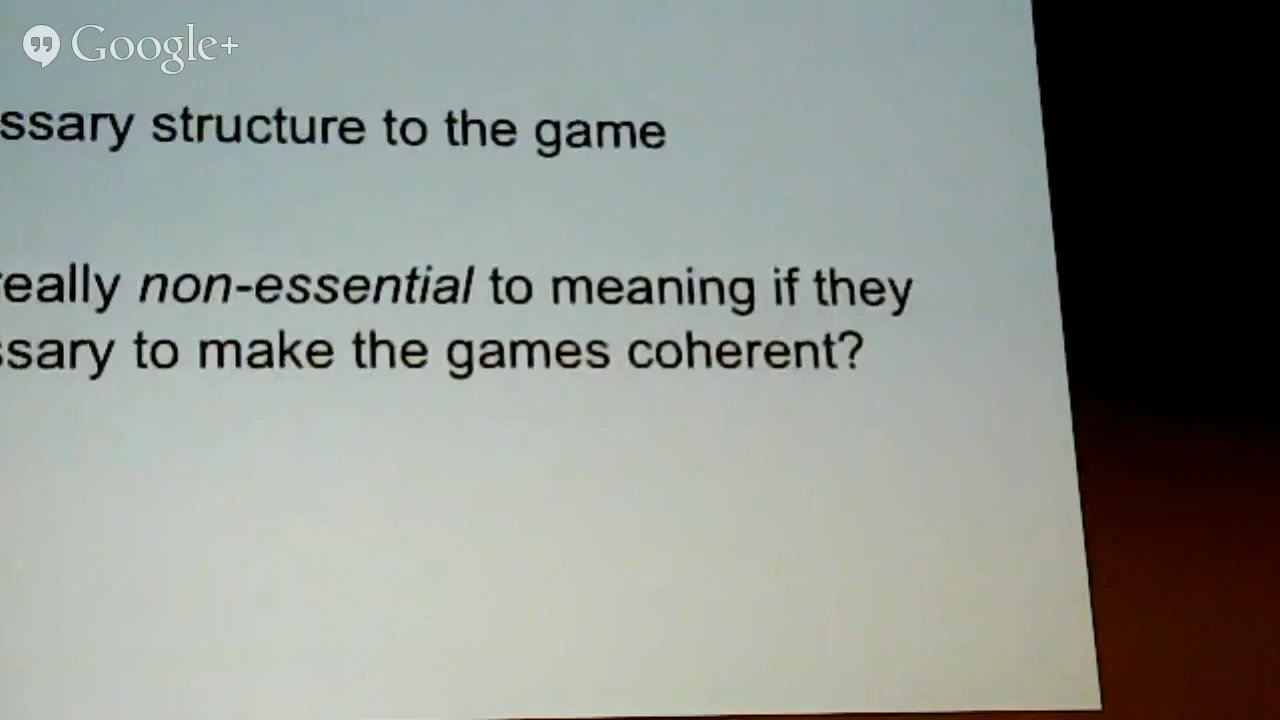 Google+
ssary structure to the game
eally non-essential to meaning if they
ssary to make the games coherent?